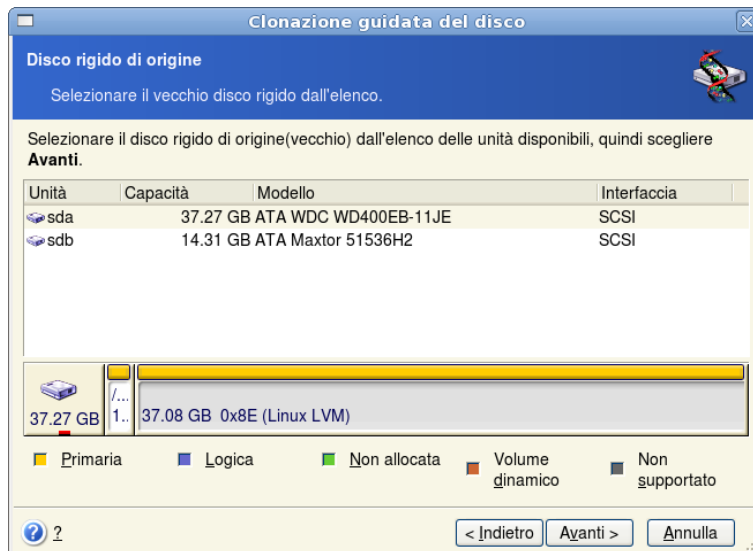 Clonazione guidata del disco
Disco rigido di origine
Selezionare il vecchio disco rigido dall'elenco.
Selezionare il disco rigido di origine(vecchio) dall'elenco delle unità disponibili, quindi scegliere
Avanti.
Unità Capacità Modello Interfaccia
sda 37.27 GB ATA WDC WD400EB-11JE SCSI
sdb 14.31 GB ATA Maxtor 51536H2 SCSI
/...
37.27 GB 1.. 37.08 GB 0x8E (Linux LVM)
Primaria Logica Non allocata Volume dinamico Non supportato
? ? < Indietro Avanti > Annulla